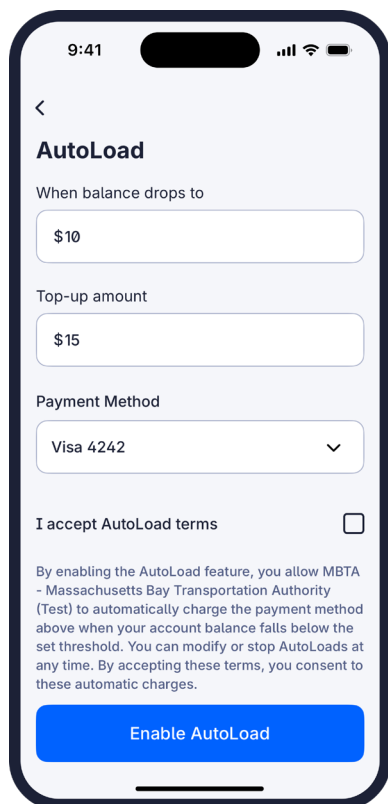 9:41
AutoLoad
When balance drops to
$10
Top-up amount
$15
Payment Method
Visa 4242
I accept AutoLoad terms
By enabling the AutoLoad feature, you allow MBTA
- Massachusetts Bay Transportation Authority
(Test) to automatically charge the payment method
above when your account balance falls below the
set threshold. You can modify or stop AutoLoads at
any time. By accepting these terms, you consent to
these automatic charges.
Enable AutoLoad